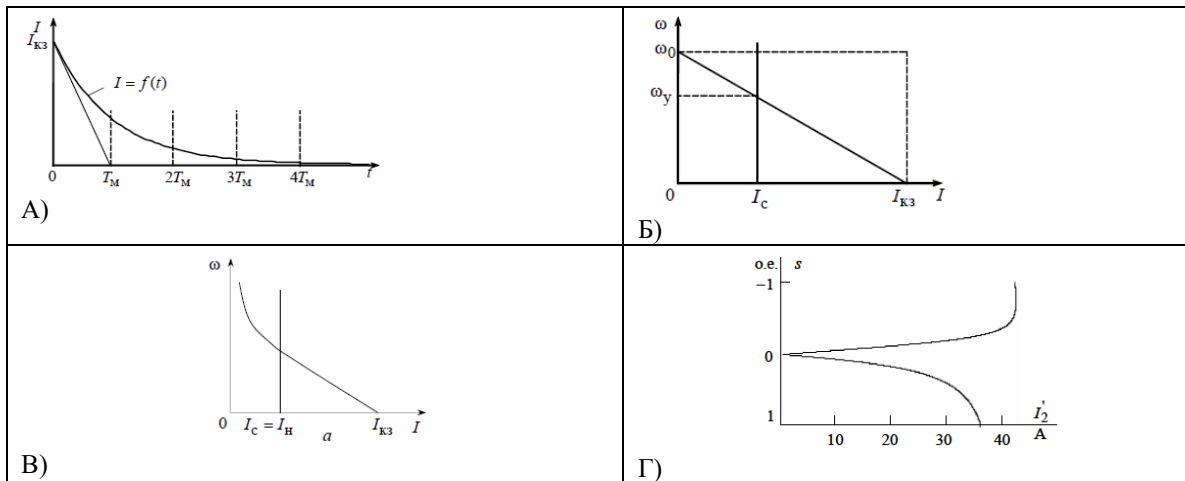 I
Iкз
I = f(t)
0 Tм 2Tм 3Tм 4Tм t
А)
ω
ω0
ωу
0 Iс Iкз I
Б)
ω
0 Iс = Iн а Iкз I
В)
о.е. s
−1
0
1
10 20 30 40 I'2
А
Г)